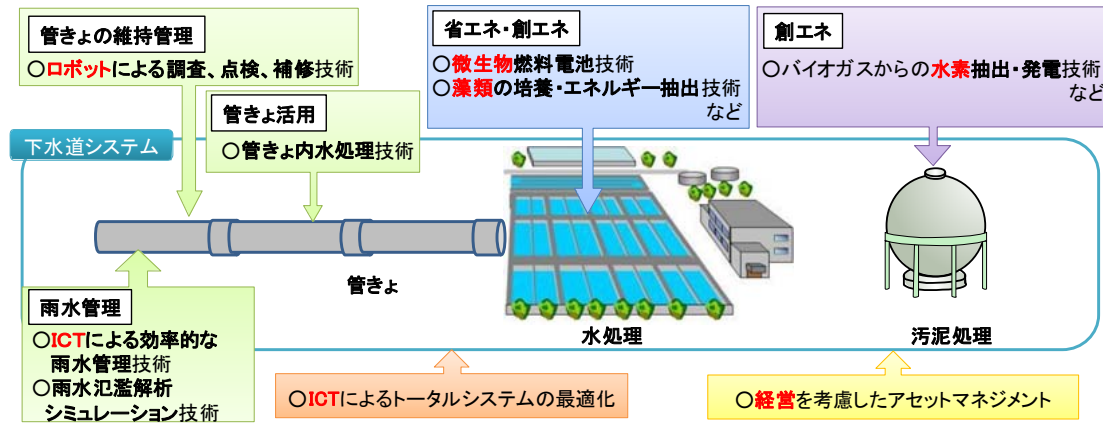 管きょの維持管理
○ロボットによる調査、点検、補修技術
管きょ活用
○管きょ内水処理技術
省エネ・創エネ
○微生物燃料電池技術
○藻類の培養・エネルギー抽出技術
など
創エネ
○バイオガスからの水素抽出・発電技術
など
下水道システム
管きょ
水処理
汚泥処理
雨水管理
○ICTによる効率的な
雨水管理技術
○雨水氾濫解析
シミュレーション技術
○ICTによるトータルシステムの最適化
○経営を考慮したアセットマネジメント